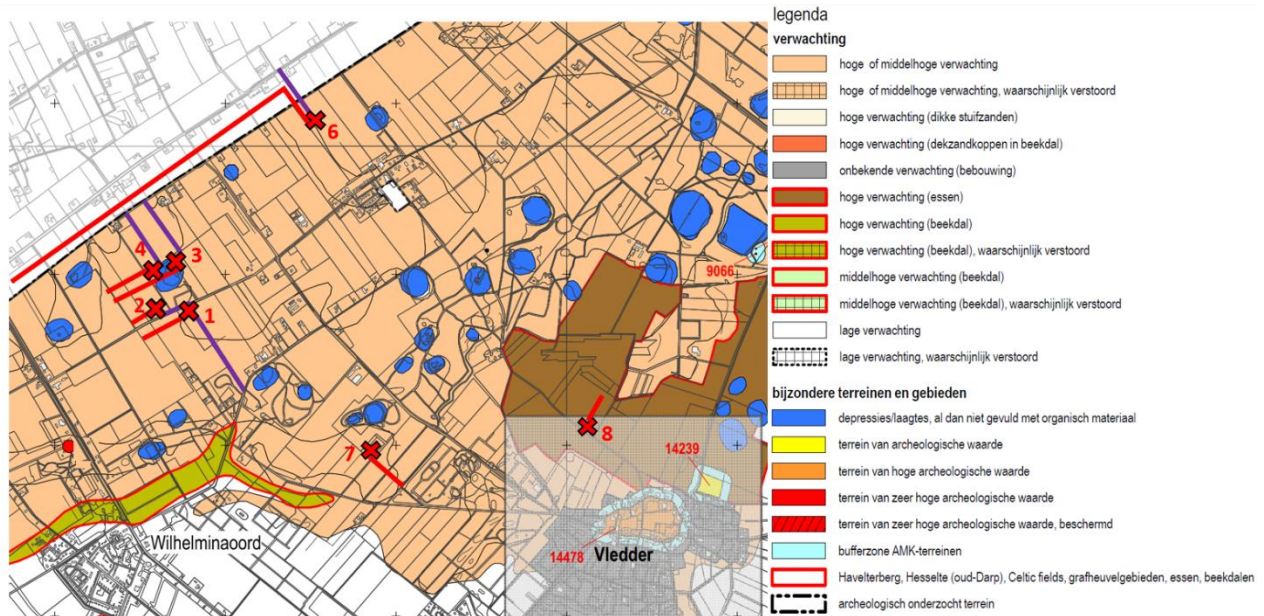 6
4
3
2
1
9066
8
7
14239
Wilhelminaoord
14478
Vledder
legenda
verwachting
hoge of middelhoge verwachting
hoge of middelhoge verwachting, waarschijnlijk verstoord
hoge verwachting (dikke stuifzanden)
hoge verwachting (dekzandkoppen in beekdal)
onbekende verwachting (bebouwing)
hoge verwachting (essen)
hoge verwachting (beekdal)
hoge verwachting (beekdal), waarschijnlijk verstoord
middelhoge verwachting (beekdal)
middelhoge verwachting (beekdal), waarschijnlijk verstoord
lage verwachting
lage verwachting, waarschijnlijk verstoord
bijzondere terreinen en gebieden
depressies/laagtes, al dan niet gevuld met organisch materiaal
terrein van archeologische waarde
terrein van hoge archeologische waarde
terrein van zeer hoge archeologische waarde
terrein van zeer hoge archeologische waarde, beschermd
bufferzone AMK-terreinen
Havelterberg, Hesselte (oud-Darp), Celtic fields, grafheuvelgebieden, essen, beekdalen
archeologisch onderzocht terrein